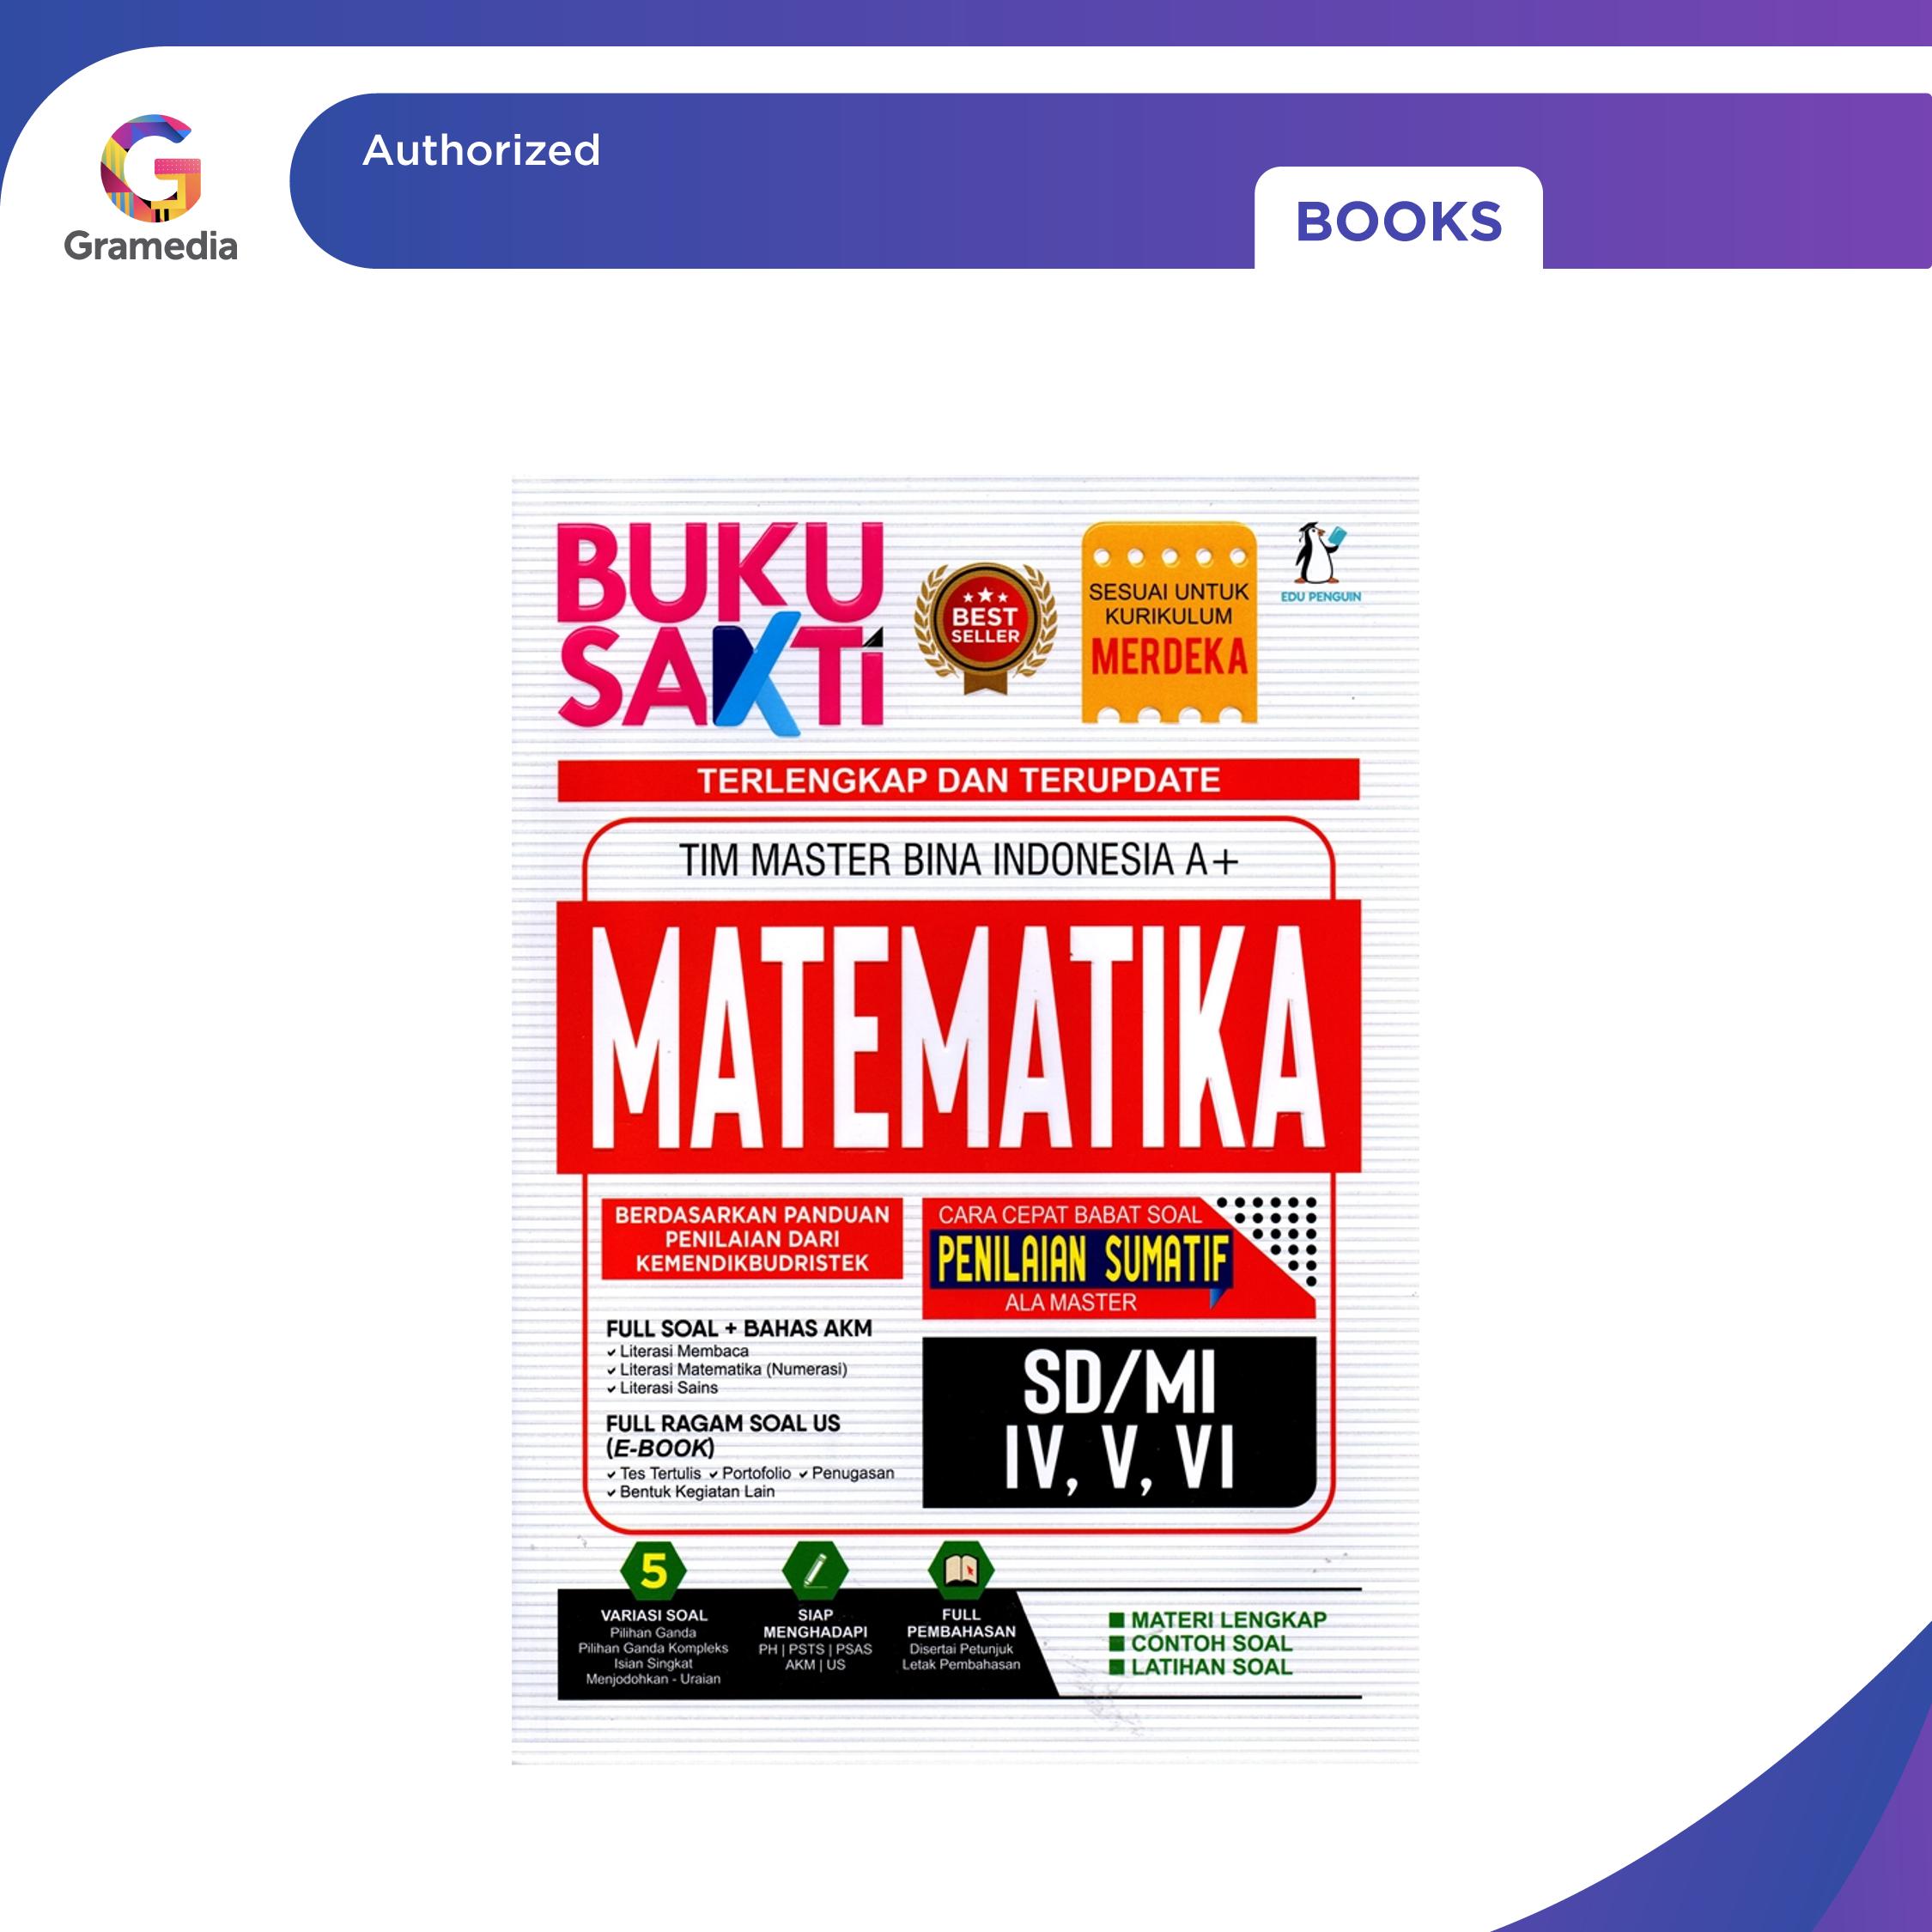 Gramedia
Authorized
BOOKS
BUKU
SAKTi
BEST
SELLER
SESUAI UNTUK
KURIKULUM
MERDEKA
EDU PENGUIN
TERLENGKAP DAN TERUPDATE
TIM MASTER BINA INDONESIA A+
MATEMATIKA
BERDASARKAN PANDUAN
PENILAIAN DARI
KEMENDIKBUDRISTEK
CARA CEPAT BABAT SOAL
PENILAIAN SUMATIF
ALA MASTER
FULL SOAL + BAHAS AKM
✓ Literasi Membaca
✓ Literasi Matematika (Numerasi)
✓ Literasi Sains
FULL RAGAM SOAL US
(E-BOOK)
✓ Tes Tertulis ✓ Portofolio ✓ Penugasan
✓ Bentuk Kegiatan Lain
SD/MI
IV, V, VI
5
VARIASI SOAL
Pilihan Ganda
Pilihan Ganda Kompleks
Isian Singkat
Menjodohkan - Uraian
SIAP
MENGHADAPI
PH | PSTS | PSAS
AKM | US
FULL
PEMBAHASAN
Disertai Petunjuk
Letak Pembahasan
MATERI LENGKAP
CONTOH SOAL
LATIHAN SOAL